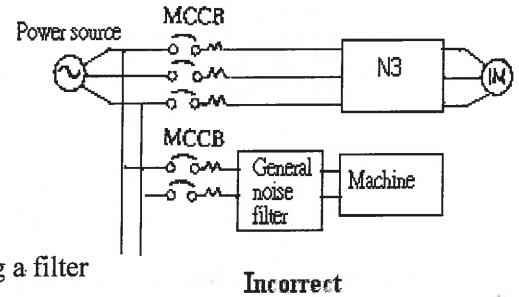 MCCB
Power source
N3
IM
MCCB
General
noise
filter
Machine
g a filter
Incorrect